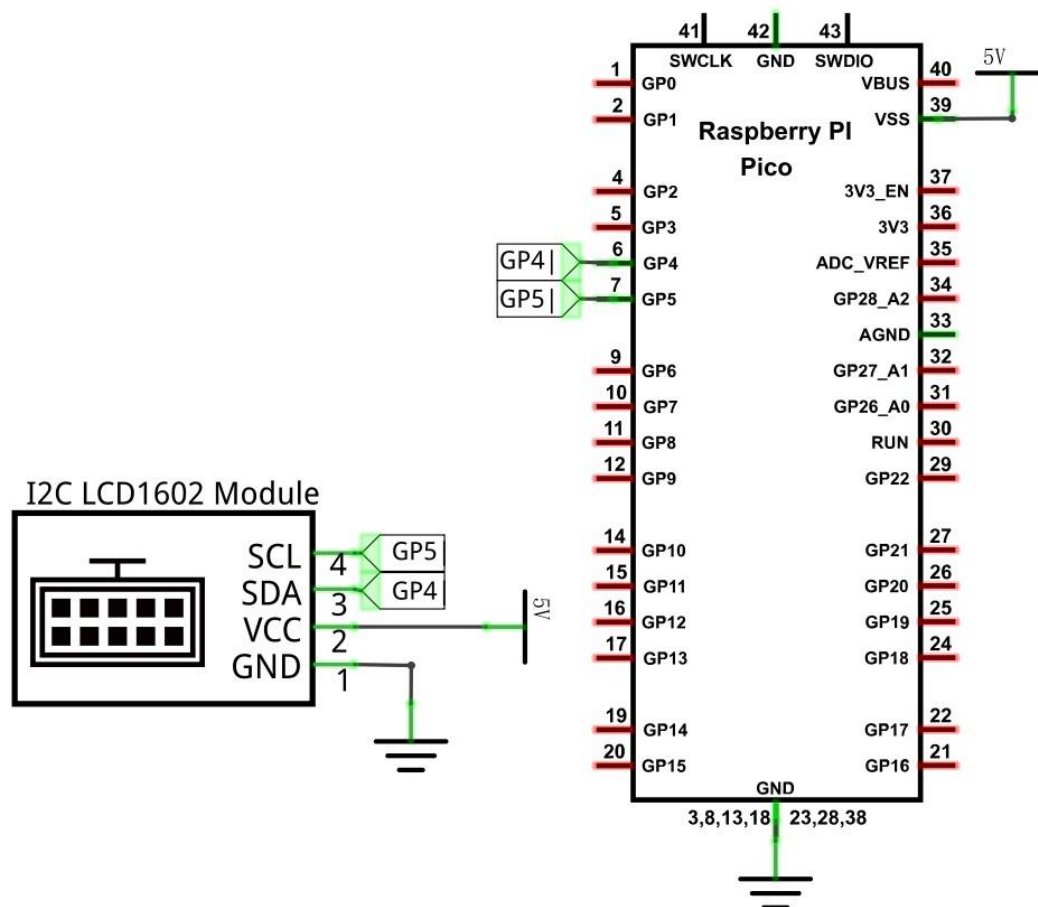 41 42 43
SWCLK GND SWDIO
5V
1 GP0 VBUS 40
2 GP1 VSS 39
Raspberry PI
Pico
4 GP2 3V3_EN 37
5 GP3 3V3 36
GP4| 6 GP4 ADC_VREF 35
GP5| 7 GP5 GP28_A2 34
AGND 33
9 GP6 GP27_A1 32
10 GP7 GP26_A0 31
11 GP8 RUN 30
12 GP9 GP22 29
14 GP10 GP21 27
15 GP11 GP20 26
16 GP12 GP19 25
17 GP13 GP18 24
19 GP14 GP17 22
20 GP15 GP16 21
GND
3,8,13,18 23,28,38
I2C LCD1602 Module
SCL 4 GP5|
SDA 3 GP4|
VCC 2 5V
GND 1